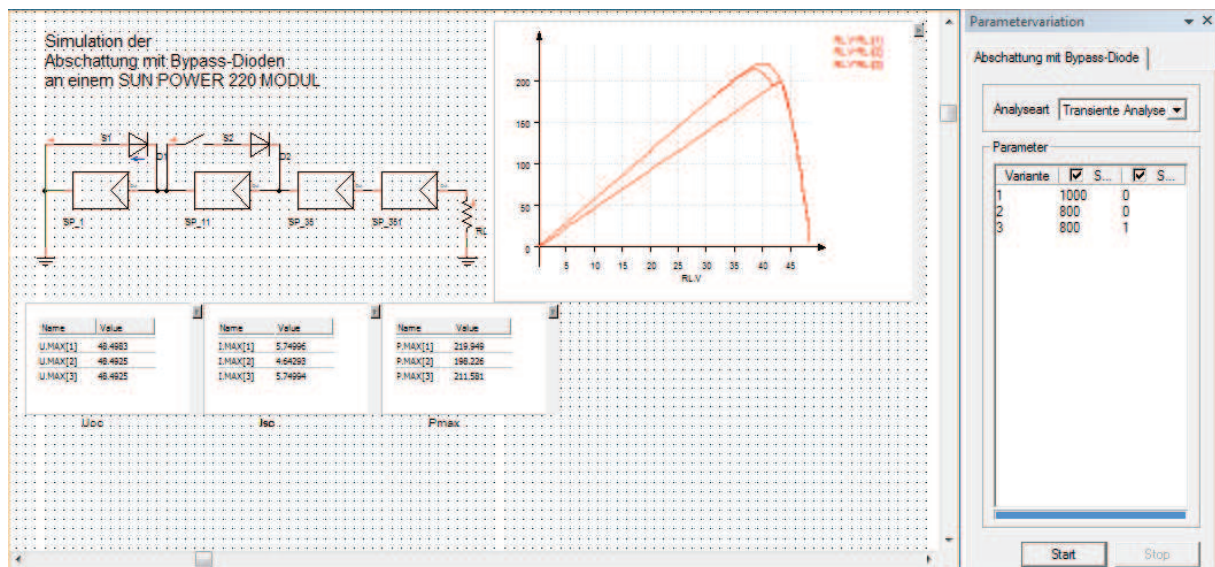 Simulation der
Abschattung mit Bypass-Dioden
an einem SUN POWER 220 MODUL
S1
D1
S2
D2
SP_1
SP_11
SP_35
SP_351
RL
200
150
100
50
0
5 10 15 20 25 30 35 40 45
RL.V
Name Value
U.MAX[1] 48.4983
U.MAX[2] 48.4925
U.MAX[3] 48.4925
Uoc
Name Value
I.MAX[1] 5.74996
I.MAX[2] 4.64293
I.MAX[3] 5.74994
Isc
Name Value
P.MAX[1] 219.949
P.MAX[2] 198.226
P.MAX[3] 211.581
Pmax
Parametervariation
Abschattung mit Bypass-Diode
Analyseart Transiente Analyse
Parameter
Variante S... S...
1 1000 0
2 800 0
3 800 1
Start Stop